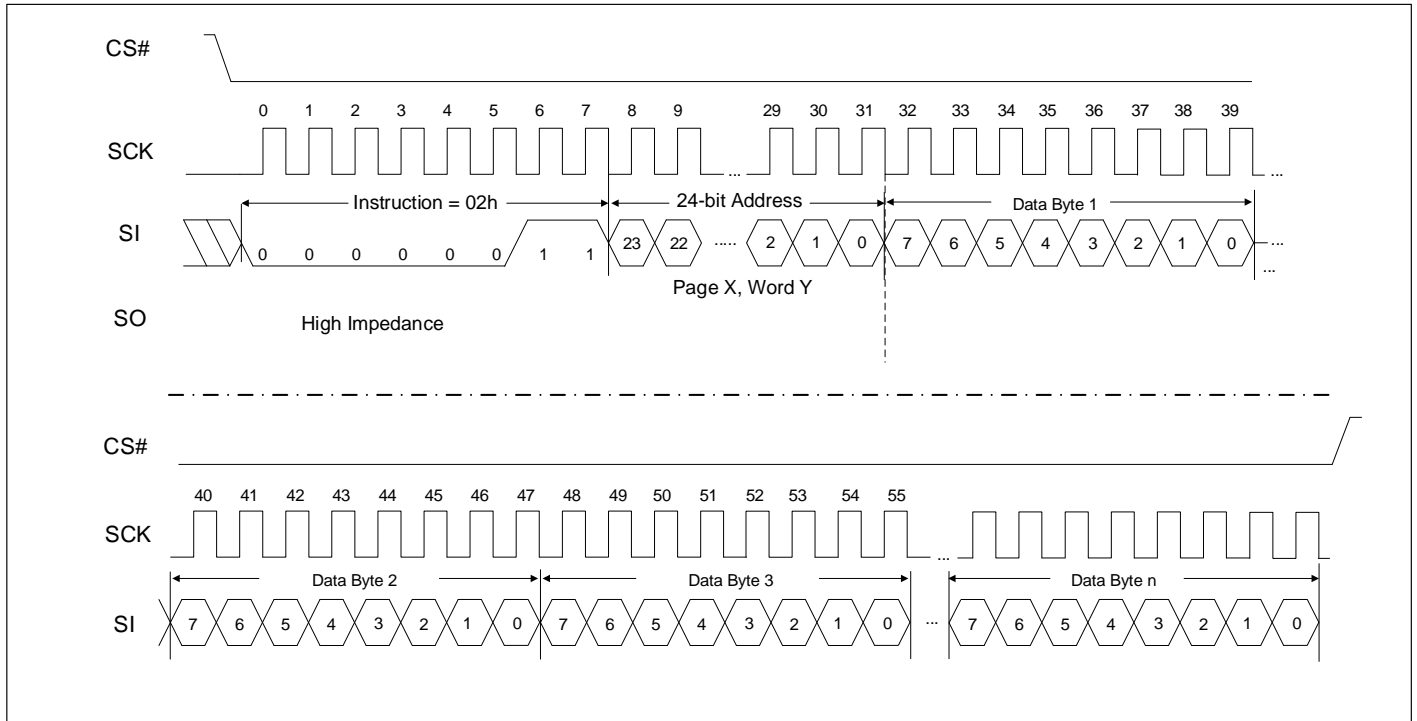 CS#
0 1 2 3 4 5 6 7 8 9 29 30 31 32 33 34 35 36 37 38 39
SCK
... ...
Instruction = 02h 24-bit Address Data Byte 1
SI
0 0 0 0 0 0 1 1 23 22 ..... 2 1 0 7 6 5 4 3 2 1 0 ...
...
Page X, Word Y
SO
High Impedance
CS#
40 41 42 43 44 45 46 47 48 49 50 51 52 53 54 55
SCK
...
Data Byte 2 Data Byte 3 Data Byte n
SI
7 6 5 4 3 2 1 0 7 6 5 4 3 2 1 0 ... 7 6 5 4 3 2 1 0